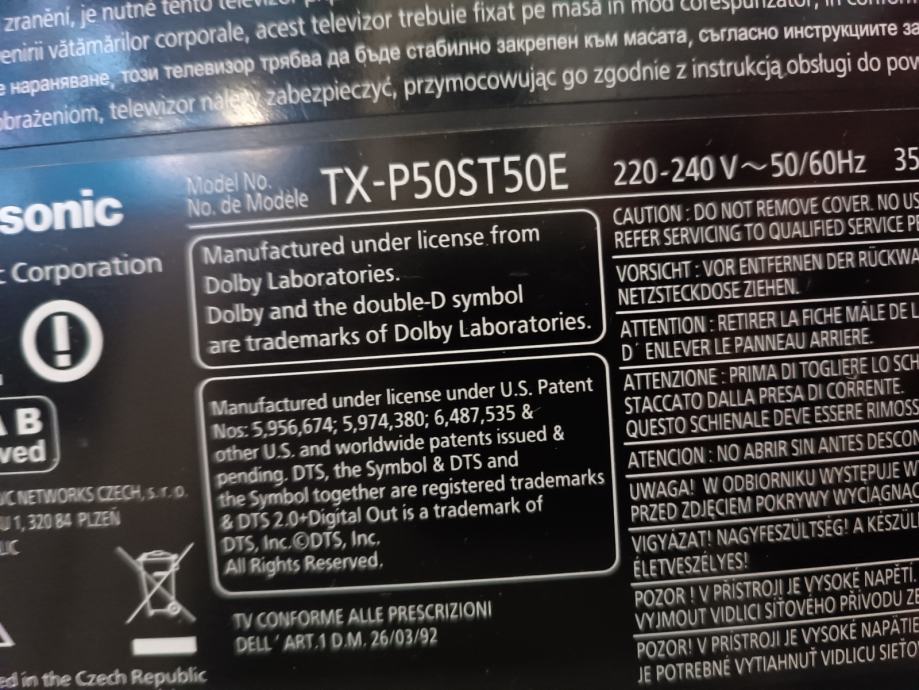 zranění, je nutné tento
venirii vătămărilor corporale, acest televizor trebuie fixat pe masă în mod corespunzător, în
нараняване, този телевизор трябва да бъде стабилно закрепен към масата, съгласно инструкциите за
obrażeniom, telewizor należy zabezpieczyć, przymocowując go zgodnie z instrukcją obsługi do
sonic
Corporation
A B
ved
VC NETWORKS CZECH, s. r. o.
U 1, 320 84 PLZEŇ
LIC
ed in the Czech Republic
Model No.
No. de Modèle
TX-P50ST50E
220-240 V～50/60Hz 35
Manufactured under license from
Dolby Laboratories.
Dolby and the double-D symbol
are trademarks of Dolby Laboratories.
Manufactured under license under U.S. Patent
Nos: 5,956,674; 5,974,380; 6,487,535 &
other U.S. and worldwide patents issued &
pending. DTS, the Symbol & DTS and
the Symbol together are registered trademarks
& DTS 2.0+Digital Out is a trademark of
DTS, Inc.©DTS, Inc.
All Rights Reserved.
TV CONFORME ALLE PRESCRIZIONI
DELL´ ART.1 D.M. 26/03/92
CAUTION : DO NOT REMOVE COVER. NO US
REFER SERVICING TO QUALIFIED SERVICE P
VORSICHT : VOR ENTFERNEN DER RÜCKWA
NETZSTECKDOSE ZIEHEN.
ATTENTION : RETIRER LA FICHE MÂLE DE L
D´ ENLEVER LE PANNEAU ARRIERE.
ATTENZIONE : PRIMA DI TOGLIERE LO SCH
STACCATO DALLA PRESA DI CORRENTE.
QUESTO SCHIENALE DEVE ESSERE RIMOSS
ATENCION : NO ABRIR SIN ANTES DESCON
UWAGA! W ODBIORNIKU WYSTĘPUJE W
PRZED ZDJĘCIEM POKRYWY WYCIĄGNĄĆ
VIGYÁZAT! NAGYFESZÜLTSÉG! A KÉSZÜL
ÉLETVESZÉLYES!
POZOR ! V PŘÍSTROJI JE VYSOKÉ NAPĚTÍ.
VYJMOUT VIDLICI SÍŤOVÉHO PŘÍVODU ZE
POZOR! V PRÍSTROJI JE VYSOKÉ NAPÄTIE
JE POTREBNÉ VYTIAHNUŤ VIDLICU SIEŤO